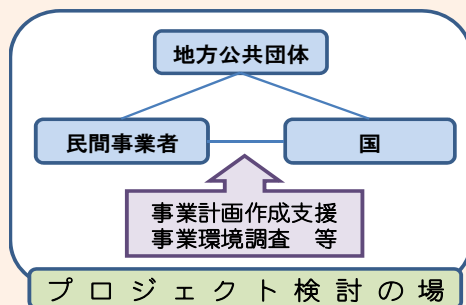 地方公共団体
民間事業者
国
事業計画作成支援
事業環境調査　等
プロジェクト検討の場